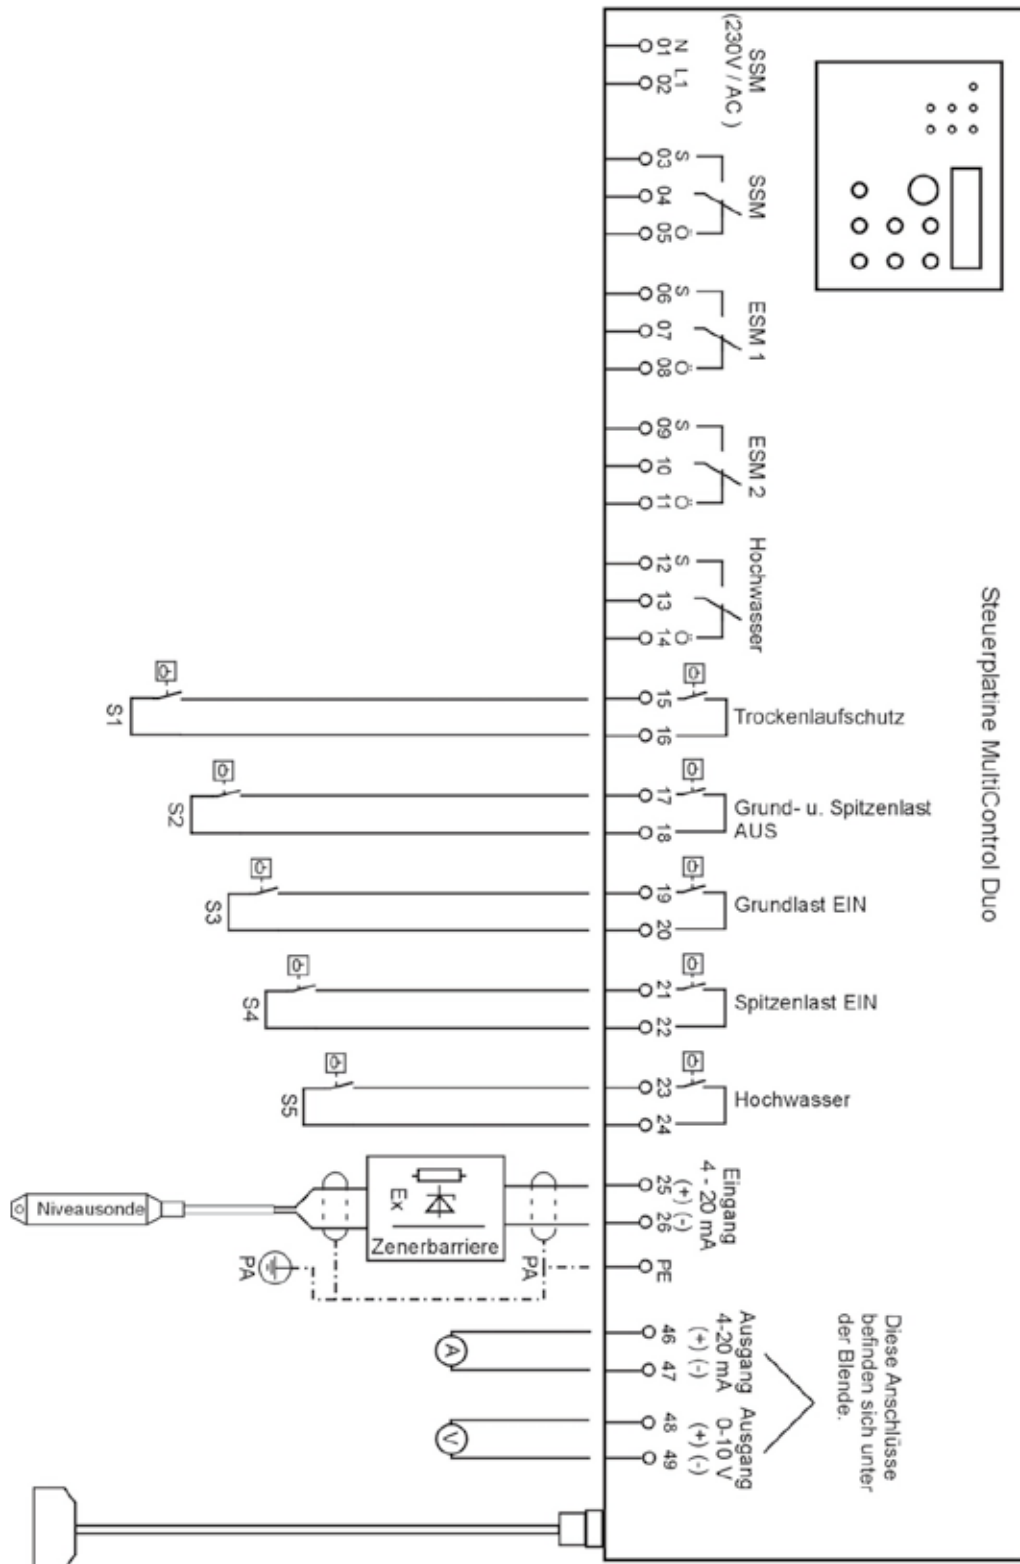 Steuerplatine MultiControl Duo
SSM
(230V / AC )
N L1
01 02
SSM
S Ö
03 04 05
ESM 1
S Ö
06 07 08
ESM 2
S Ö
09 10 11
Hochwasser
S Ö
12 13 14
Trockenlaufschutz
15 16
S1
Grund- u. Spitzenlast
AUS
17 18
S2
Grundlast EIN
19 20
S3
Spitzenlast EIN
21 22
S4
Hochwasser
23 24
S5
Eingang
4 - 20 mA
(+) (-)
25 26
PE
Ex
Zenerbarriere
Niveausonde
PA
PA
Diese Anschlüsse
befinden sich unter
der Blende.
Ausgang
4-20 mA
(+) (-)
46 47
A
Ausgang
0-10 V
(+) (-)
48 49
V